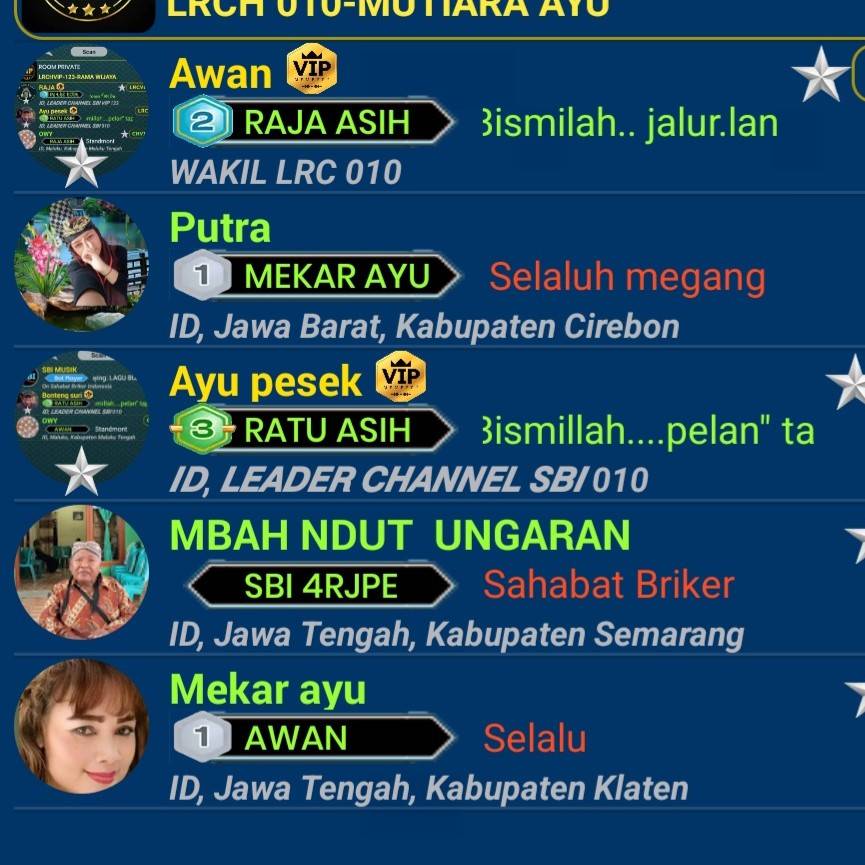 LRCH 010-MUTIARA AYU
Awan VIP
2 RAJA ASIH Bismilah.. jalur.lan
WAKIL LRC 010
Putra
1 MEKAR AYU Selaluh megang
ID, Jawa Barat, Kabupaten Cirebon
Ayu pesek VIP
3 RATU ASIH Bismillah....pelan" ta
ID, LEADER CHANNEL SBI 010
MBAH NDUT UNGARAN
SBI 4RJPE Sahabat Briker
ID, Jawa Tengah, Kabupaten Semarang
Mekar ayu
1 AWAN Selalu
ID, Jawa Tengah, Kabupaten Klaten